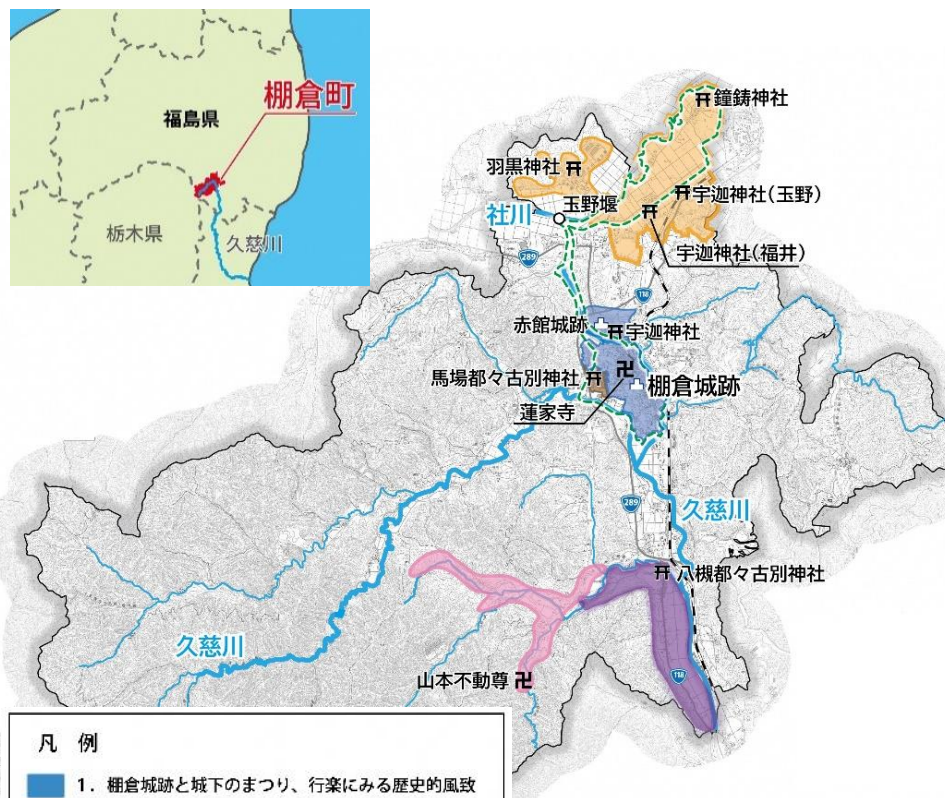 棚倉町
福島県
栃木県
久慈川
鐘鋳神社
羽黒神社
宇迦神社(玉野)
玉野堰
社川
宇迦神社(福井)
289
118
赤館城跡
宇迦神社
馬場都々古別神社
棚倉城跡
蓮家寺
289
久慈川
八槻都々古別神社
久慈川
山本不動尊
118
凡 例
1. 棚倉城跡と城下のまつり、行楽にみる歴史的風致